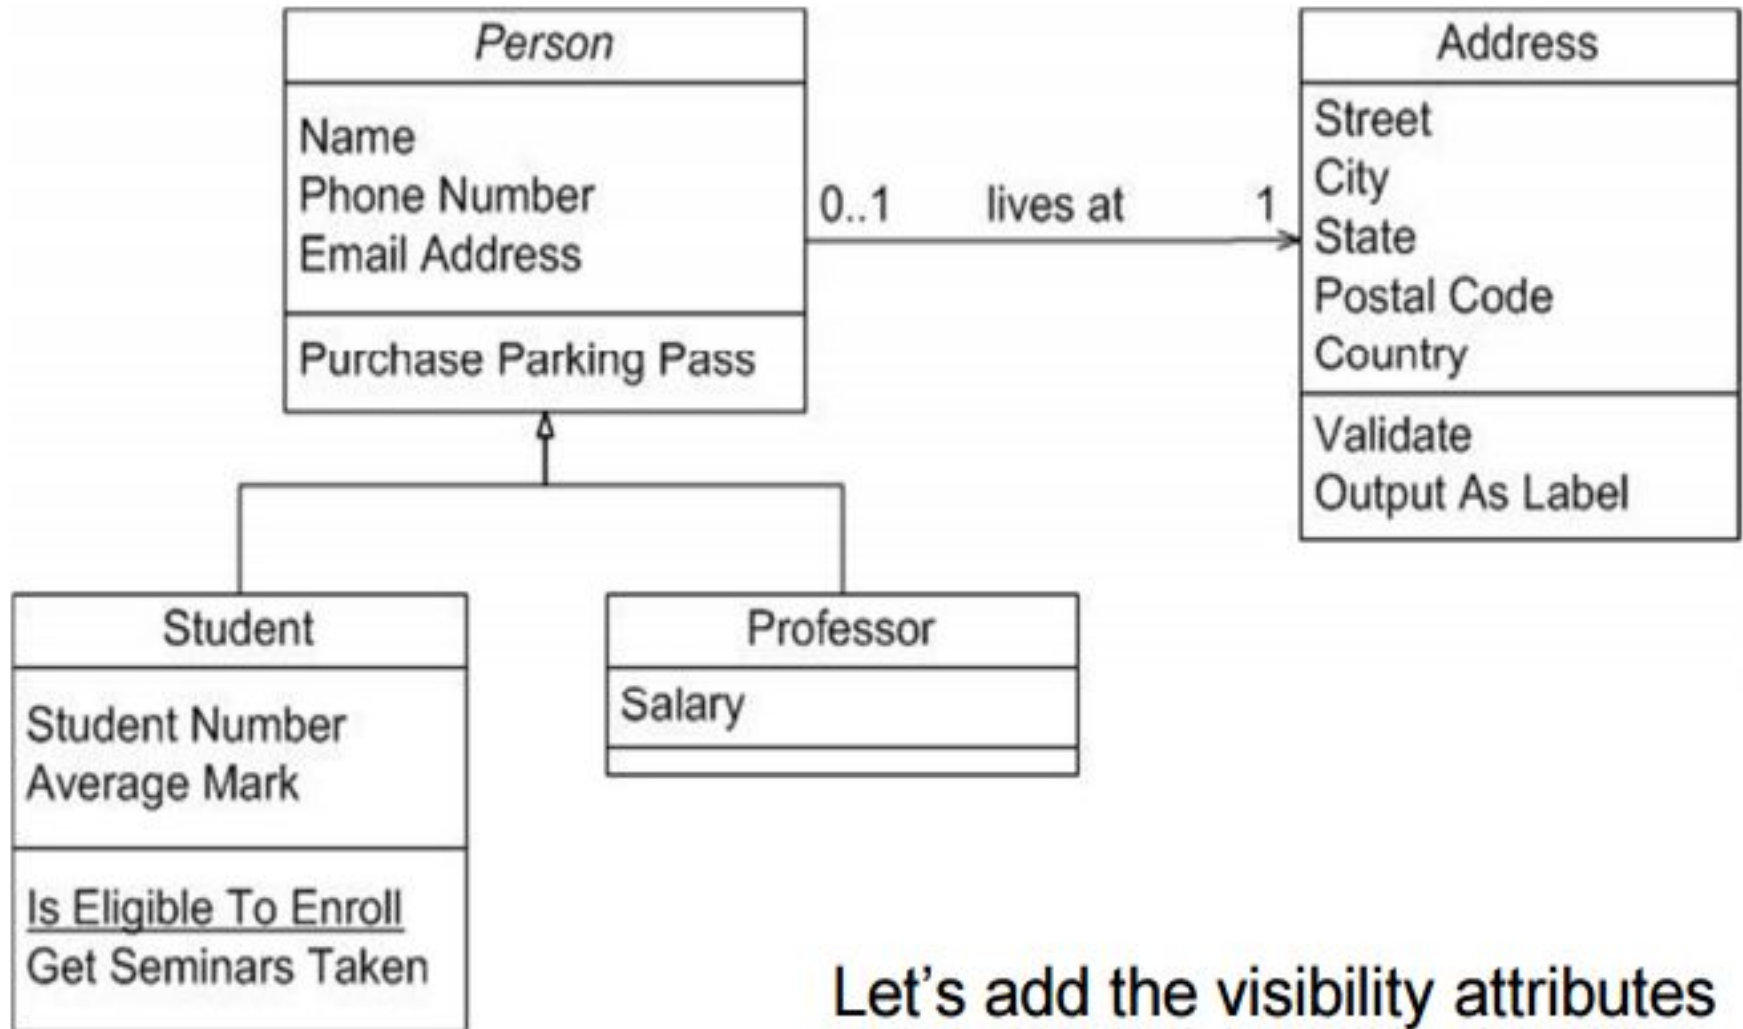 Person
Name
Phone Number
Email Address
Purchase Parking Pass
0..1 lives at 1
Address
Street
City
State
Postal Code
Country
Validate
Output As Label
Student
Student Number
Average Mark
Is Eligible To Enroll
Get Seminars Taken
Professor
Salary
Let's add the visibility attributes